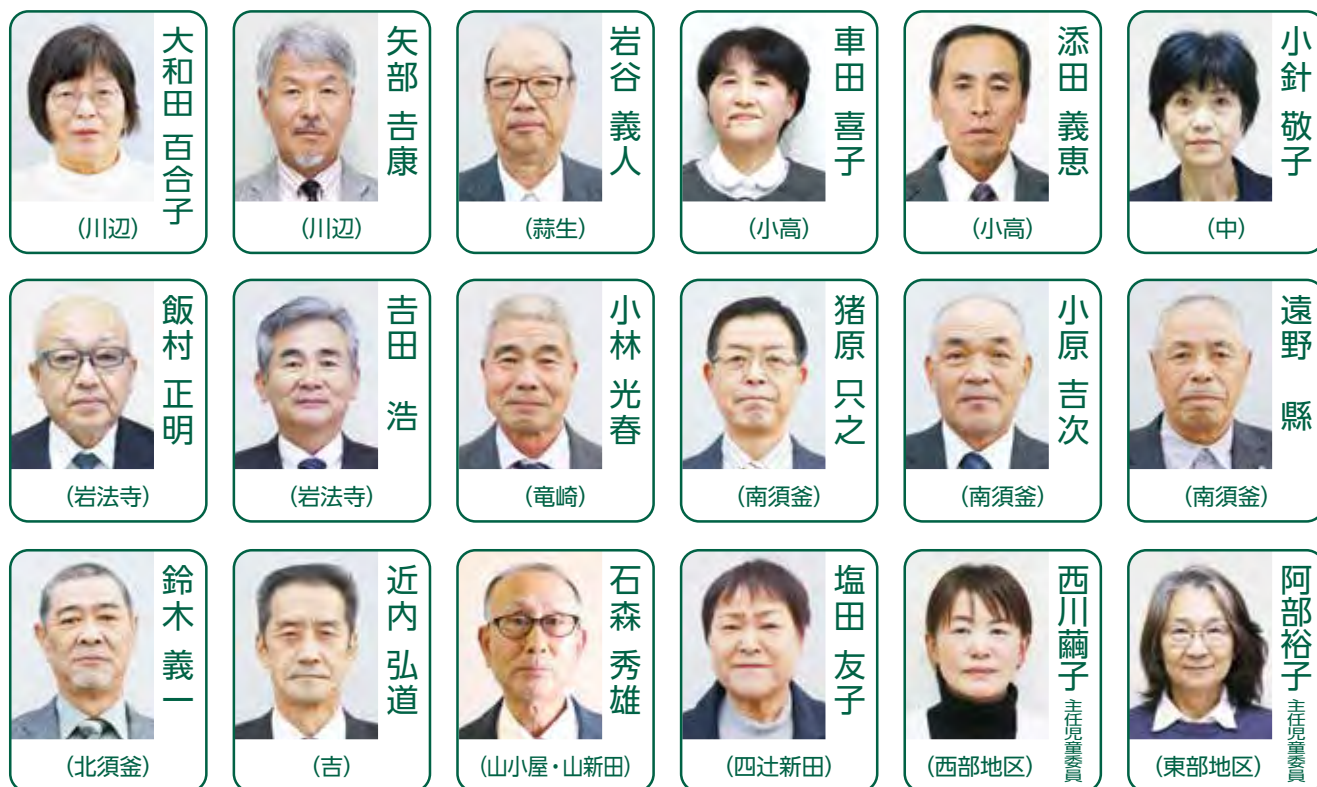 大和田 百合子
(川辺)
矢部 𠮷康
(川辺)
岩谷 義人
(蒜生)
車田 喜子
(小高)
添田 義恵
(小高)
小針 敬子
(中)
飯村 正明
(岩法寺)
𠮷田 浩
(岩法寺)
小林 光春
(竜崎)
猪原 只之
(南須釜)
小原 吉次
(南須釜)
遠野 縣
(南須釜)
鈴木 義一
(北須釜)
近内 弘道
(吉)
石森 秀雄
(山小屋・山新田)
塩田 友子
(四辻新田)
西川繭子 主任児童委員
(西部地区)
阿部裕子 主任児童委員
(東部地区)